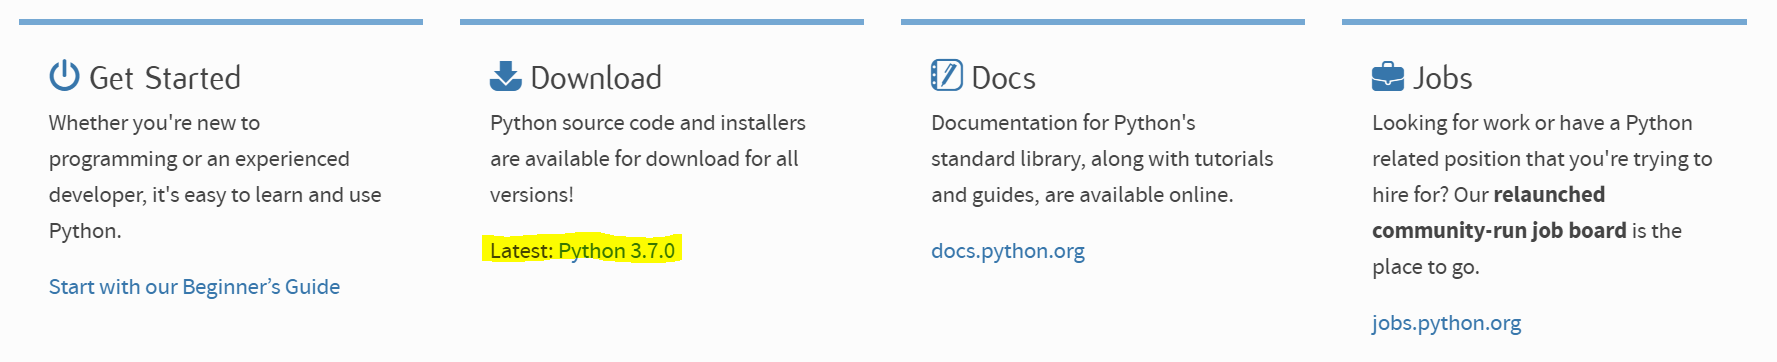 Get Started
Whether you're new to
programming or an experienced
developer, it's easy to learn and use
Python.
Start with our Beginner’s Guide
Download
Python source code and installers
are available for download for all
versions!
Latest: Python 3.7.0
Docs
Documentation for Python's
standard library, along with tutorials
and guides, are available online.
docs.python.org
Jobs
Looking for work or have a Python
related position that you're trying to
hire for? Our relaunched
community-run job board is the
place to go.
jobs.python.org